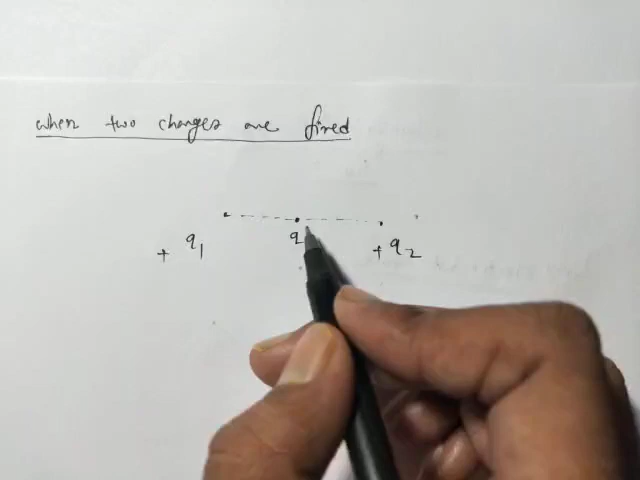 when two charges are fixed
+ q1 q + q2